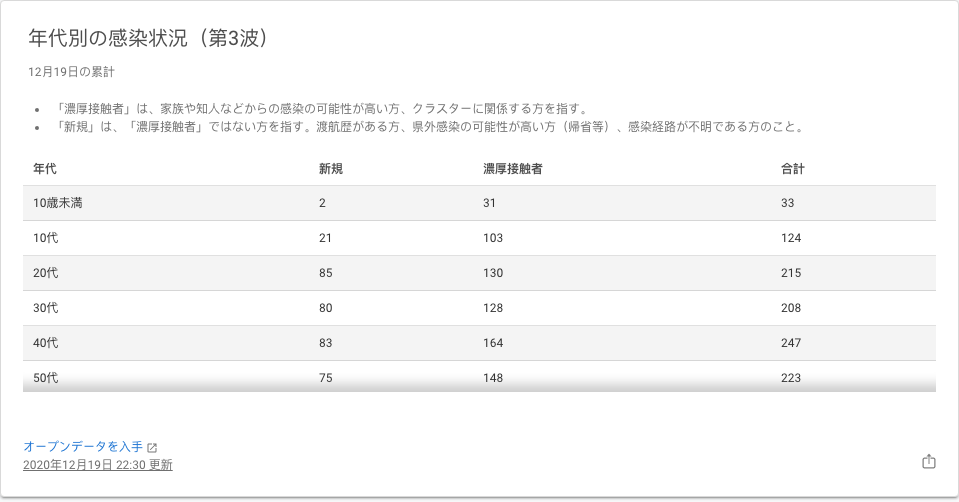 年代別の感染状況（第3波）
12月19日の累計
• 「濃厚接触者」は、家族や知人などからの感染の可能性が高い方、クラスターに関係する方を指す。
• 「新規」は、「濃厚接触者」ではない方を指す。渡航歴がある方、県外感染の可能性が高い方（帰省等）、感染経路が不明である方のこと。
年代 新規 濃厚接触者 合計
10歳未満 2 31 33
10代 21 103 124
20代 85 130 215
30代 80 128 208
40代 83 164 247
50代 75 148 223
オープンデータを入手
2020年12月19日 22:30 更新